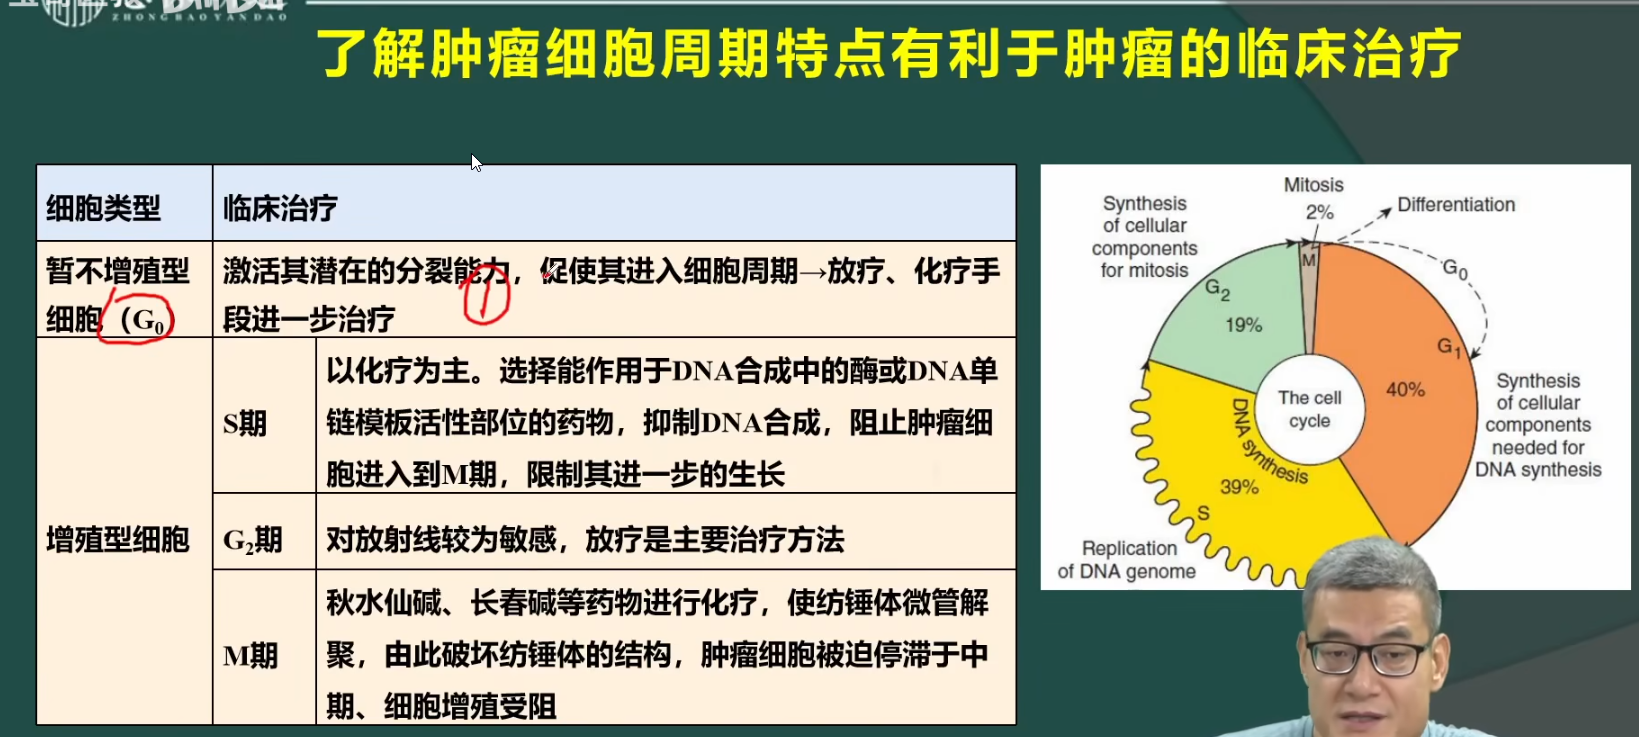 ZHONGBAOYANDAO
了解肿瘤细胞周期特点有利于肿瘤的临床治疗
细胞类型
临床治疗
暂不增殖型
细胞（G₀）
激活其潜在的分裂能力，促使其进入细胞周期→放疗、化疗手
段进一步治疗
增殖型细胞
S期
以化疗为主。选择能作用于DNA合成中的酶或DNA单
链模板活性部位的药物，抑制DNA合成，阻止肿瘤细
胞进入到M期，限制其进一步的生长
G₂期
对放射线较为敏感，放疗是主要治疗方法
M期
秋水仙碱、长春碱等药物进行化疗，使纺锤体微管解
聚，由此破坏纺锤体的结构，肿瘤细胞被迫停滞于中
期、细胞增殖受阻
Mitosis
2%
Differentiation
Synthesis
of cellular
components
for mitosis
M
G₀
G₂
19%
G₁
40%
The cell
cycle
Synthesis
of cellular
components
needed for
DNA synthesis
DNA synthesis
39%
S
Replication
of DNA genome